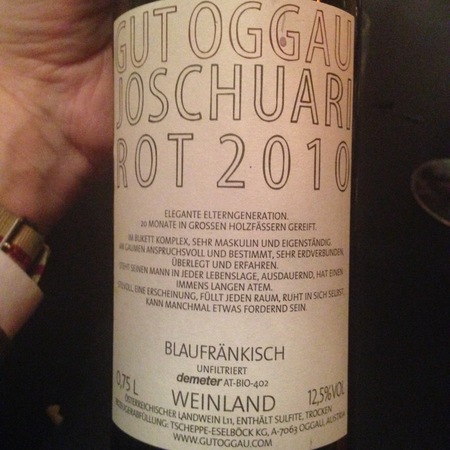 GUT OGGAU
JOSCHUARI
ROT 2010
ELEGANTE ELTERNGENERATION.
20 MONATE IN GROSSEN HOLZFÄSSERN GEREIFT.
IM BUKETT KOMPLEX, SEHR MASKULIN UND EIGENSTÄNDIG.
AM GAUMEN ANSPRUCHSVOLL UND BESTIMMT, SEHR ERDVERBUNDEN,
ÜBERLEGT UND ERFAHREN.
STEHT SEINEN MANN IN JEDER LEBENSLAGE, AUSDAUERND, HAT EINEN
IMMENS LANGEN ATEM.
STILVOLL, EINE ERSCHEINUNG, FÜLLT JEDEN RAUM, RUHT IN SICH SELBST,
KANN MANCHMAL ETWAS FORDERND SEIN.
BLAUFRÄNKISCH
UNFILTRIERT
demeter AT-BIO-402
0,75 L WEINLAND 12,5%VOL
ÖSTERREICHISCHER LANDWEIN L11, ENTHÄLT SULFITE, TROCKEN
ERZEUGERABFÜLLUNG: TSCHEPPE-ESELBÖCK KG, A-7063 OGGAU, AUSTRIA
WWW.GUTOGGAU.COM